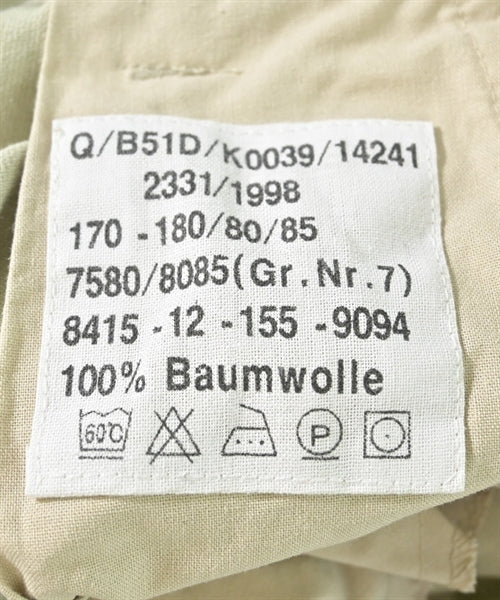 Q/B51D/K0039/14241
2331/1998
170 - 180/80/85
7580/8085(Gr.Nr.7)
8415 - 12 - 155 - 9094
100% Baumwolle
60°C P